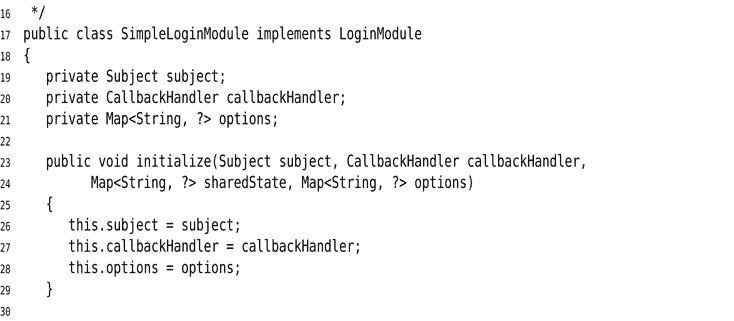 16  */
17 public class SimpleLoginModule implements LoginModule
18 {
19    private Subject subject;
20    private CallbackHandler callbackHandler;
21    private Map<String, ?> options;
22
23    public void initialize(Subject subject, CallbackHandler callbackHandler,
24          Map<String, ?> sharedState, Map<String, ?> options)
25    {
26       this.subject = subject;
27       this.callbackHandler = callbackHandler;
28       this.options = options;
29    }
30